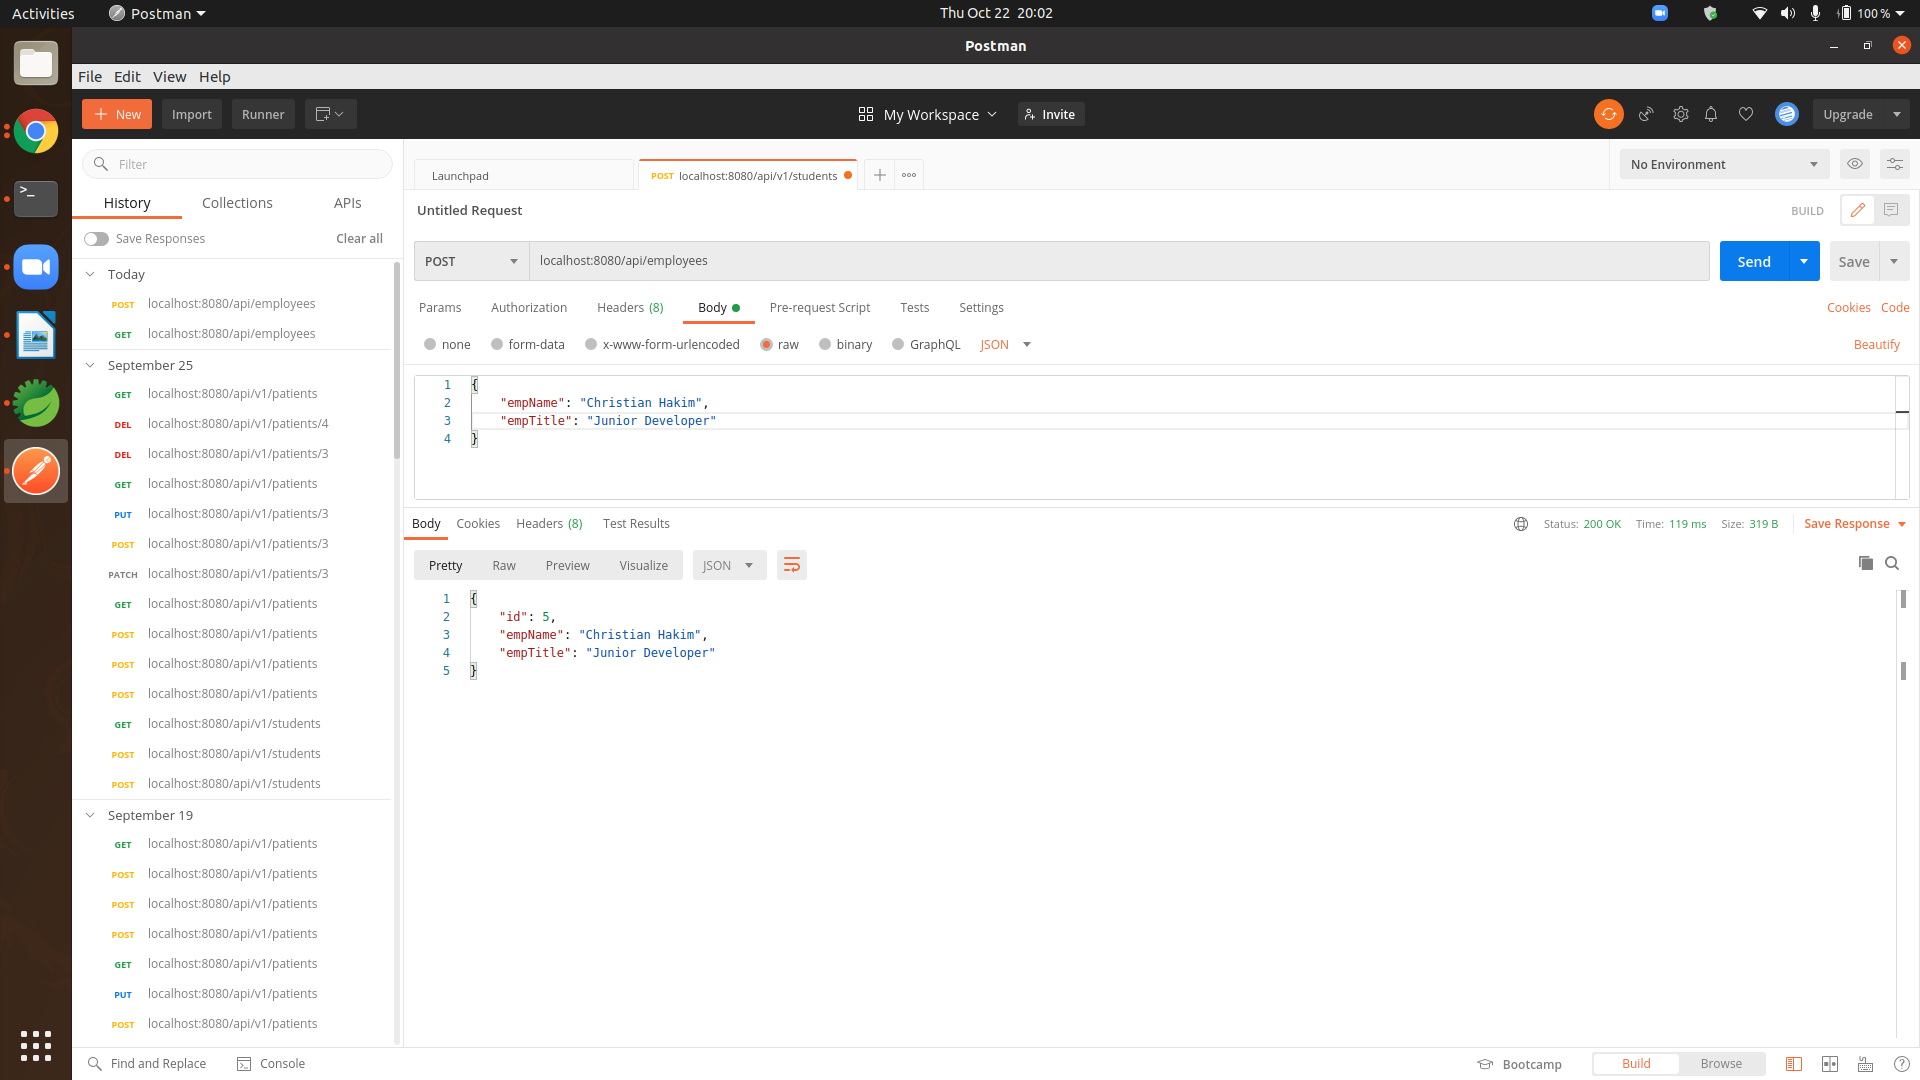 Activities
Postman
Thu Oct 22 20:02
100 %
Postman
File Edit View Help
New
Import
Runner
My Workspace
Invite
Upgrade
Filter
History
Collections
APIs
Save Responses
Clear all
Today
POST localhost:8080/api/employees
GET localhost:8080/api/employees
September 25
GET localhost:8080/api/v1/patients
DEL localhost:8080/api/v1/patients/4
DEL localhost:8080/api/v1/patients/3
GET localhost:8080/api/v1/patients
PUT localhost:8080/api/v1/patients/3
POST localhost:8080/api/v1/patients/3
PATCH localhost:8080/api/v1/patients/3
GET localhost:8080/api/v1/patients
POST localhost:8080/api/v1/patients
POST localhost:8080/api/v1/patients
POST localhost:8080/api/v1/patients
GET localhost:8080/api/v1/students
POST localhost:8080/api/v1/students
POST localhost:8080/api/v1/students
September 19
GET localhost:8080/api/v1/patients
POST localhost:8080/api/v1/patients
POST localhost:8080/api/v1/patients
POST localhost:8080/api/v1/patients
GET localhost:8080/api/v1/patients
PUT localhost:8080/api/v1/patients
POST localhost:8080/api/v1/patients
Launchpad
POST localhost:8080/api/v1/students
No Environment
Untitled Request
BUILD
POST
localhost:8080/api/employees
Send
Save
Params
Authorization
Headers (8)
Body
Pre-request Script
Tests
Settings
Cookies
Code
none
form-data
x-www-form-urlencoded
raw
binary
GraphQL
JSON
Beautify
1 {
2 "empName": "Christian Hakim",
3 "empTitle": "Junior Developer"
4 }
Body
Cookies
Headers (8)
Test Results
Status: 200 OK
Time: 119 ms
Size: 319 B
Save Response
Pretty
Raw
Preview
Visualize
JSON
1 {
2 "id": 5,
3 "empName": "Christian Hakim",
4 "empTitle": "Junior Developer"
5 }
Find and Replace
Console
Bootcamp
Build
Browse